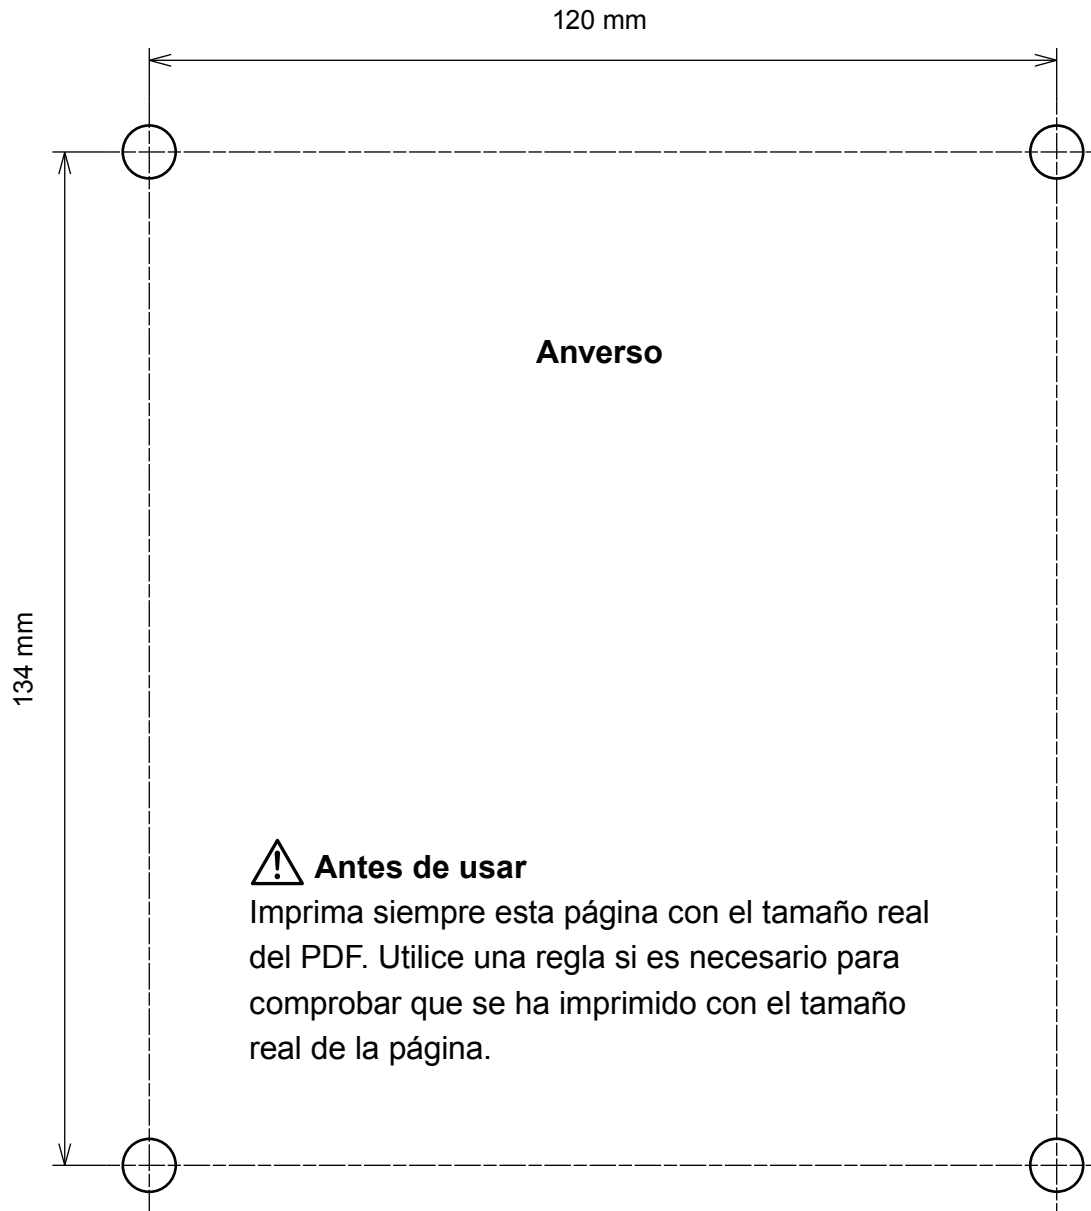 120 mm
Anverso
134 mm
Antes de usar
Imprima siempre esta página con el tamaño real
del PDF. Utilice una regla si es necesario para
comprobar que se ha imprimido con el tamaño
real de la página.